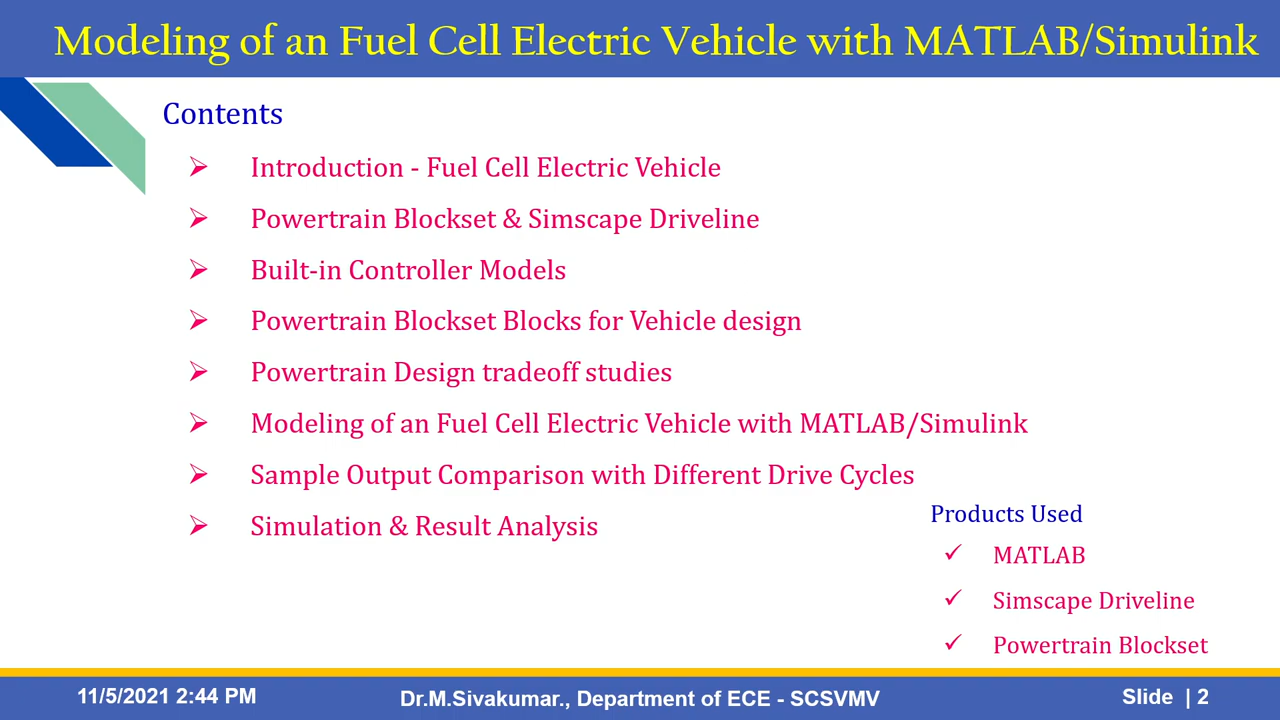 Modeling of an Fuel Cell Electric Vehicle with MATLAB/Simulink
Contents
Introduction - Fuel Cell Electric Vehicle
Powertrain Blockset & Simscape Driveline
Built-in Controller Models
Powertrain Blockset Blocks for Vehicle design
Powertrain Design tradeoff studies
Modeling of an Fuel Cell Electric Vehicle with MATLAB/Simulink
Sample Output Comparison with Different Drive Cycles
Simulation & Result Analysis
Products Used
MATLAB
Simscape Driveline
Powertrain Blockset
11/5/2021 2:44 PM
Dr.M.Sivakumar., Department of ECE - SCSVMV
Slide | 2